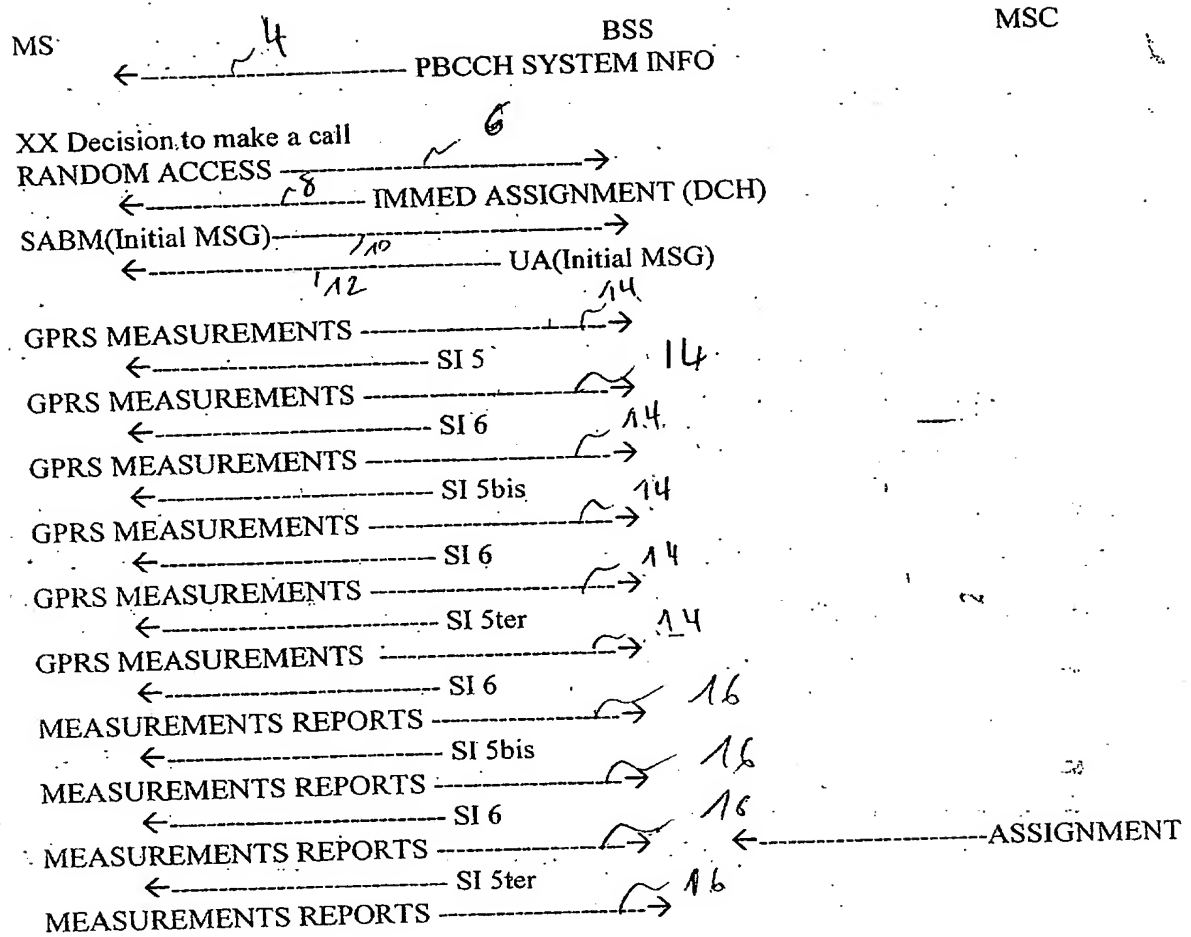 MS BSS MSC
4
←---------- PBCCH SYSTEM INFO
XX Decision to make a call
6
RANDOM ACCESS ----------→
8
←---------- IMMED ASSIGNMENT (DCH)
SABM(Initial MSG)----------→
10
←---------- UA(Initial MSG)
12
14
GPRS MEASUREMENTS ----------→
←---------- SI 5
14
GPRS MEASUREMENTS ----------→
←---------- SI 6
14
GPRS MEASUREMENTS ----------→
←---------- SI 5bis
14
GPRS MEASUREMENTS ----------→
←---------- SI 6
14
GPRS MEASUREMENTS ----------→
←---------- SI 5ter
14
GPRS MEASUREMENTS ----------→
←---------- SI 6
16
MEASUREMENTS REPORTS ----------→
←---------- SI 5bis
16
MEASUREMENTS REPORTS ----------→
←---------- SI 6
16
MEASUREMENTS REPORTS ----------→ ←----------ASSIGNMENT
←---------- SI 5ter
16
MEASUREMENTS REPORTS ----------→